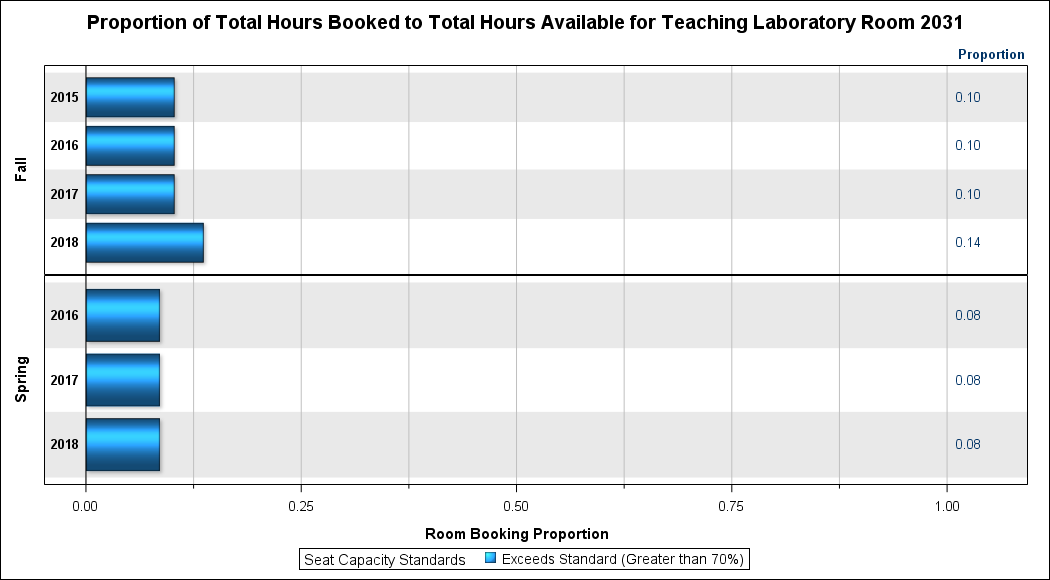 Proportion of Total Hours Booked to Total Hours Available for Teaching Laboratory Room 2031
Proportion
Fall
2015 0.10
2016 0.10
2017 0.10
2018 0.14
Spring
2016 0.08
2017 0.08
2018 0.08
0.00 0.25 0.50 0.75 1.00
Room Booking Proportion
Seat Capacity Standards Exceeds Standard (Greater than 70%)